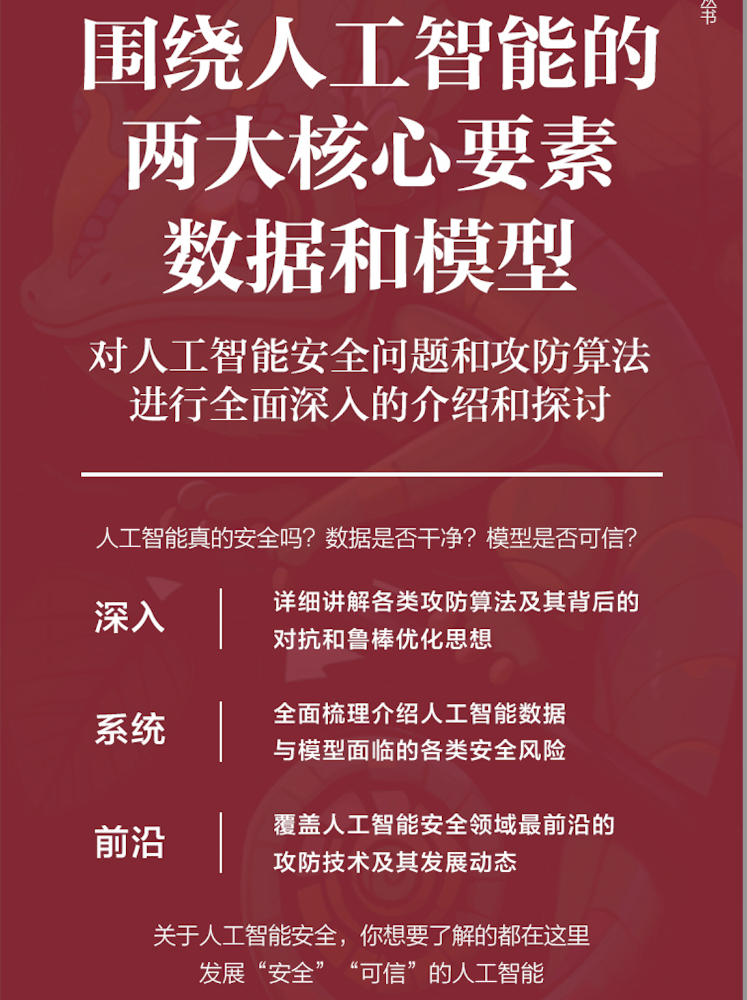 丛书
围绕人工智能的
两大核心要素
数据和模型
对人工智能安全问题和攻防算法
进行全面深入的介绍和探讨
人工智能真的安全吗？数据是否干净？模型是否可信？
深入
详细讲解各类攻防算法及其背后的
对抗和鲁棒优化思想
系统
全面梳理介绍人工智能数据
与模型面临的各类安全风险
前沿
覆盖人工智能安全领域最前沿的
攻防技术及其发展动态
关于人工智能安全，你想要了解的都在这里
发展“安全”“可信”的人工智能